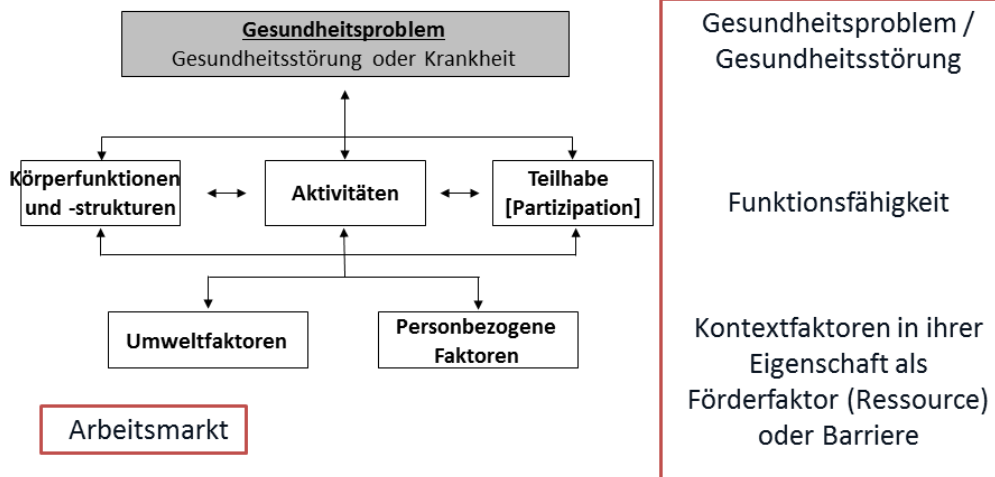 Gesundheitsproblem
Gesundheitsstörung oder Krankheit
Körperfunktionen
und -strukturen
Aktivitäten
Teilhabe
[Partizipation]
Umweltfaktoren
Personbezogene
Faktoren
Arbeitsmarkt
Gesundheitsproblem /
Gesundheitsstörung
Funktionsfähigkeit
Kontextfaktoren in ihrer
Eigenschaft als
Förderfaktor (Ressource)
oder Barriere